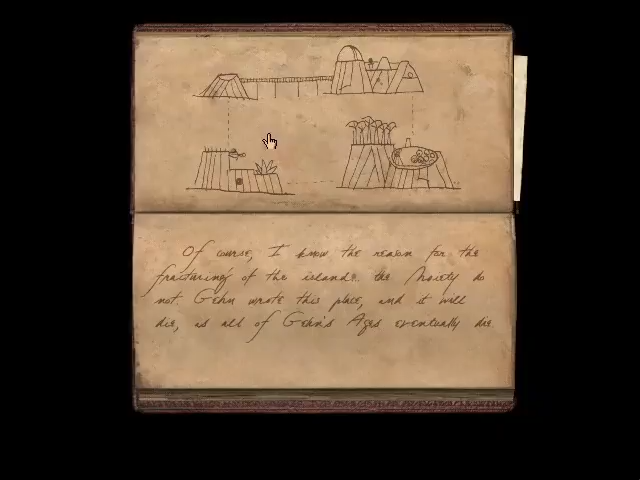 Of course, I know the reason for the
fracturing of the island... the Moiety do
not. Gehn wrote this place, and it will
die, as all of Gehn's Ages eventually die.